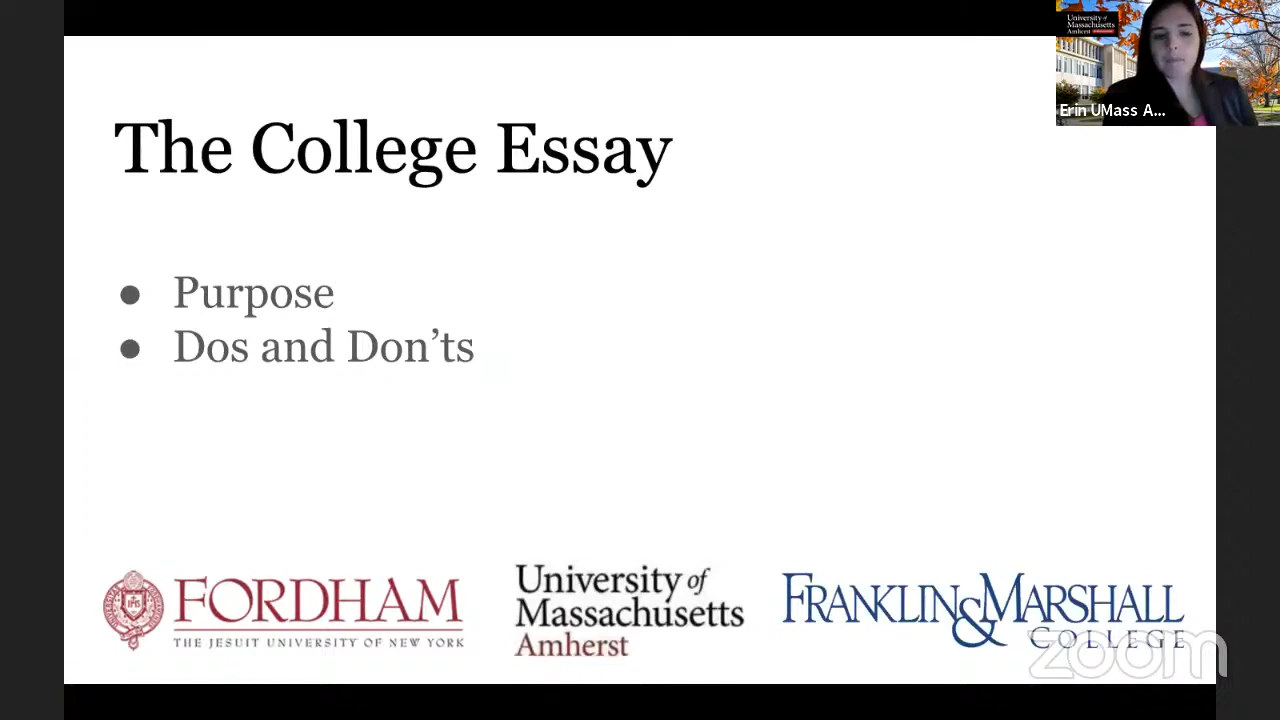 The College Essay
● Purpose
● Dos and Don'ts
FORDHAM
THE JESUIT UNIVERSITY OF NEW YORK
University of
Massachusetts
Amherst
FRANKLIN & MARSHALL
COLLEGE
zoom
University of
Massachusetts
Amherst
Erin UMass A...